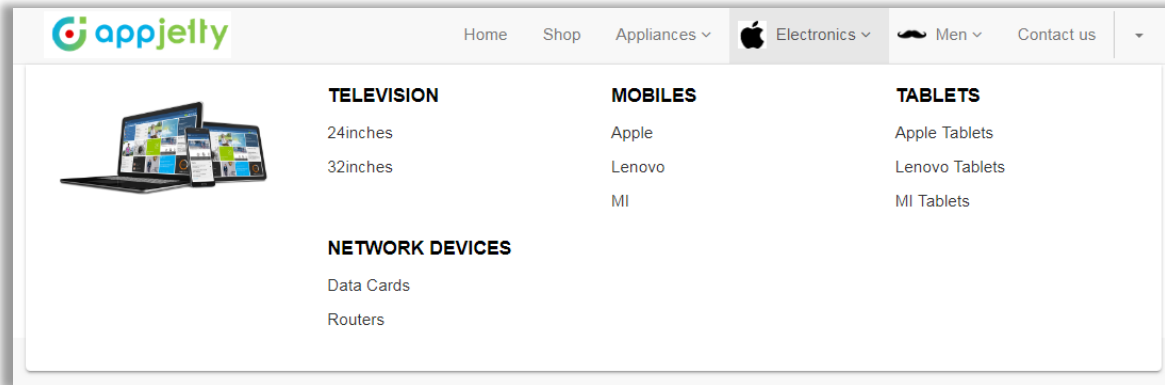 appjetty Home Shop Appliances Electronics Men Contact us
TELEVISION MOBILES TABLETS
24inches Apple Apple Tablets
32inches Lenovo Lenovo Tablets
MI MI Tablets
NETWORK DEVICES
Data Cards
Routers